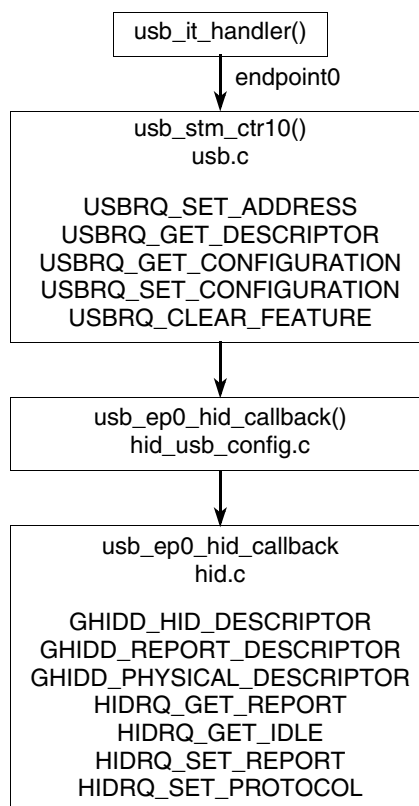 usb_it_handler()
endpoint0
usb_stm_ctr10()
usb.c
USBRQ_SET_ADDRESS
USBRQ_GET_DESCRIPTOR
USBRQ_GET_CONFIGURATION
USBRQ_SET_CONFIGURATION
USBRQ_CLEAR_FEATURE
usb_ep0_hid_callback()
hid_usb_config.c
usb_ep0_hid_callback
hid.c
GHIDD_HID_DESCRIPTOR
GHIDD_REPORT_DESCRIPTOR
GHIDD_PHYSICAL_DESCRIPTOR
HIDRQ_GET_REPORT
HIDRQ_GET_IDLE
HIDRQ_SET_REPORT
HIDRQ_SET_PROTOCOL